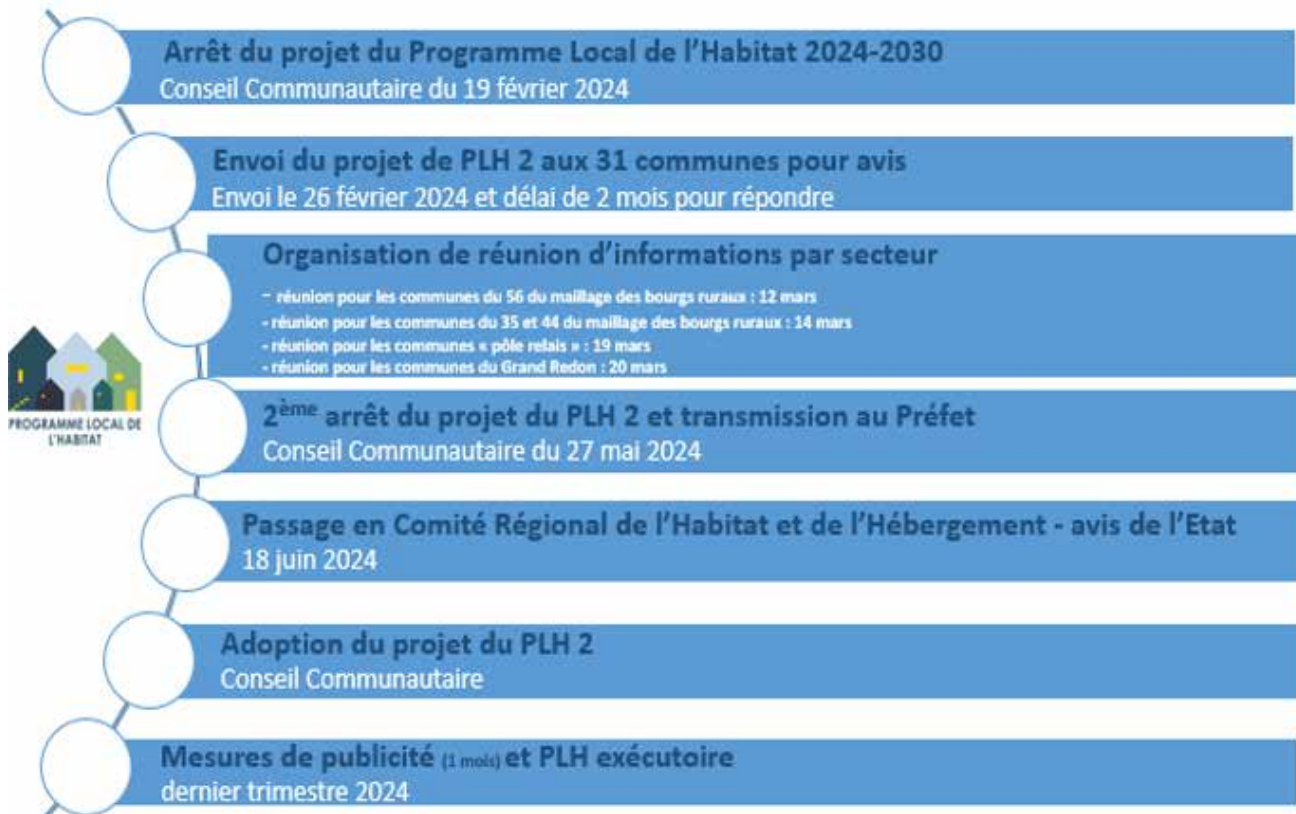 Arrêt du projet du Programme Local de l'Habitat 2024-2030
Conseil Communautaire du 19 février 2024
Envoi du projet de PLH 2 aux 31 communes pour avis
Envoi le 26 février 2024 et délai de 2 mois pour répondre
Organisation de réunion d'informations par secteur
- réunion pour les communes du 56 du maillage des bourgs ruraux : 12 mars
- réunion pour les communes du 35 et 44 du maillage des bourgs ruraux : 14 mars
- réunion pour les communes « pôle relais » : 19 mars
- réunion pour les communes du Grand Redon : 20 mars
PROGRAMME LOCAL DE
L'HABITAT
2ème arrêt du projet du PLH 2 et transmission au Préfet
Conseil Communautaire du 27 mai 2024
Passage en Comité Régional de l'Habitat et de l'Hébergement - avis de l'Etat
18 juin 2024
Adoption du projet du PLH 2
Conseil Communautaire
Mesures de publicité (1 mois) et PLH exécutoire
dernier trimestre 2024